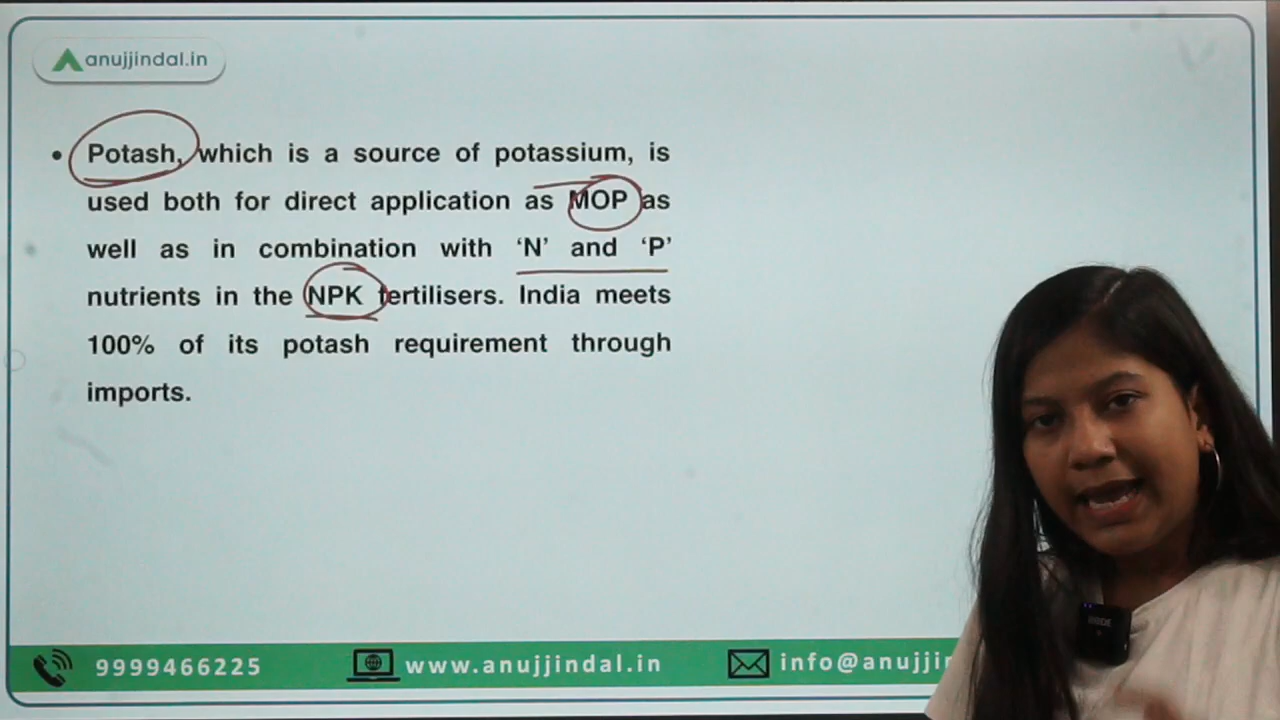 anujjindal.in
• Potash, which is a source of potassium, is
used both for direct application as MOP as
well as in combination with ‘N’ and ‘P’
nutrients in the NPK fertilisers. India meets
100% of its potash requirement through
imports.
9999466225 www.anujjindal.in info@anujjin